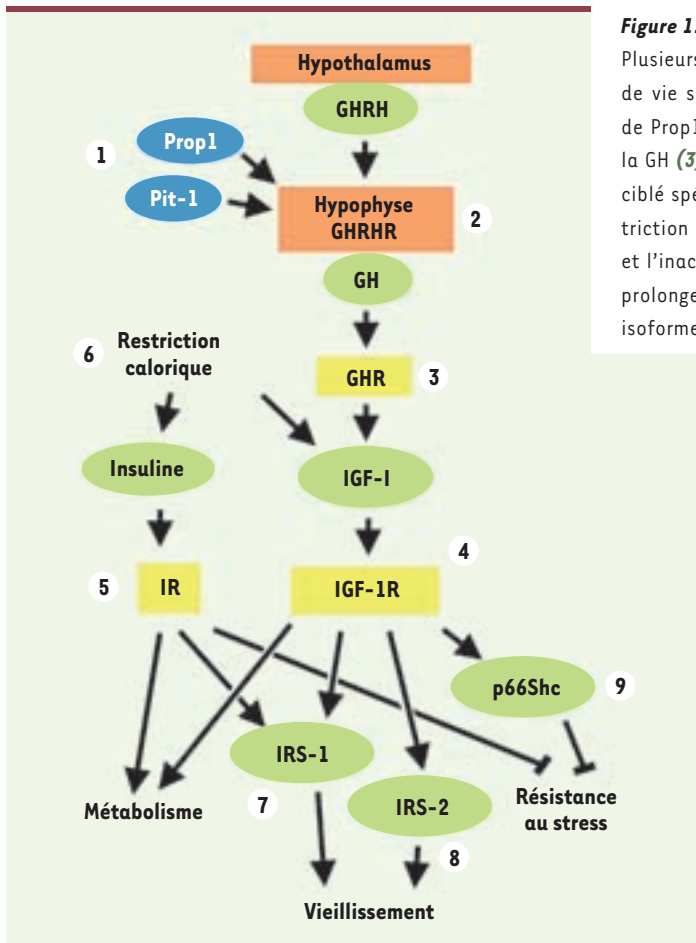 Hypothalamus
GHRH
1
Prop1
Pit-1
Hypophyse
GHRHR
2
GH
6
Restriction
calorique
GHR
3
Insuline
IGF-I
4
5
IR
IGF-1R
p66Shc
9
IRS-1
7
IRS-2
8
Métabolisme
Résistance
au stress
Vieillissement
Figure 1
Plusieurs
de vie s
de Prop1
la GH (3)
ciblé spé
triction
et l'inac
prolonge
isoforme